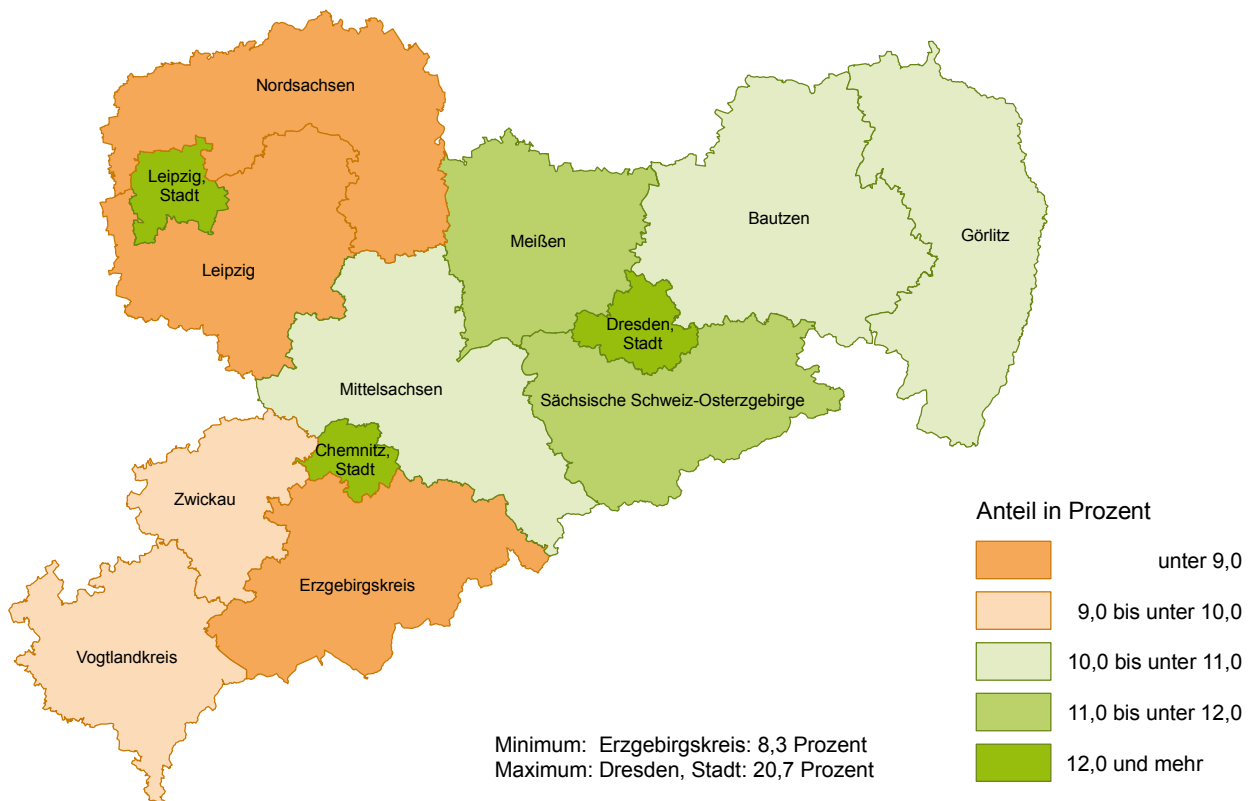 Nordsachsen
Leipzig,
Stadt
Leipzig
Meißen
Bautzen
Görlitz
Dresden,
Stadt
Mittelsachsen
Sächsische Schweiz-Osterzgebirge
Chemnitz,
Stadt
Zwickau
Erzgebirgskreis
Vogtlandkreis
Anteil in Prozent
unter 9,0
9,0 bis unter 10,0
10,0 bis unter 11,0
11,0 bis unter 12,0
12,0 und mehr
Minimum: Erzgebirgskreis: 8,3 Prozent
Maximum: Dresden, Stadt: 20,7 Prozent